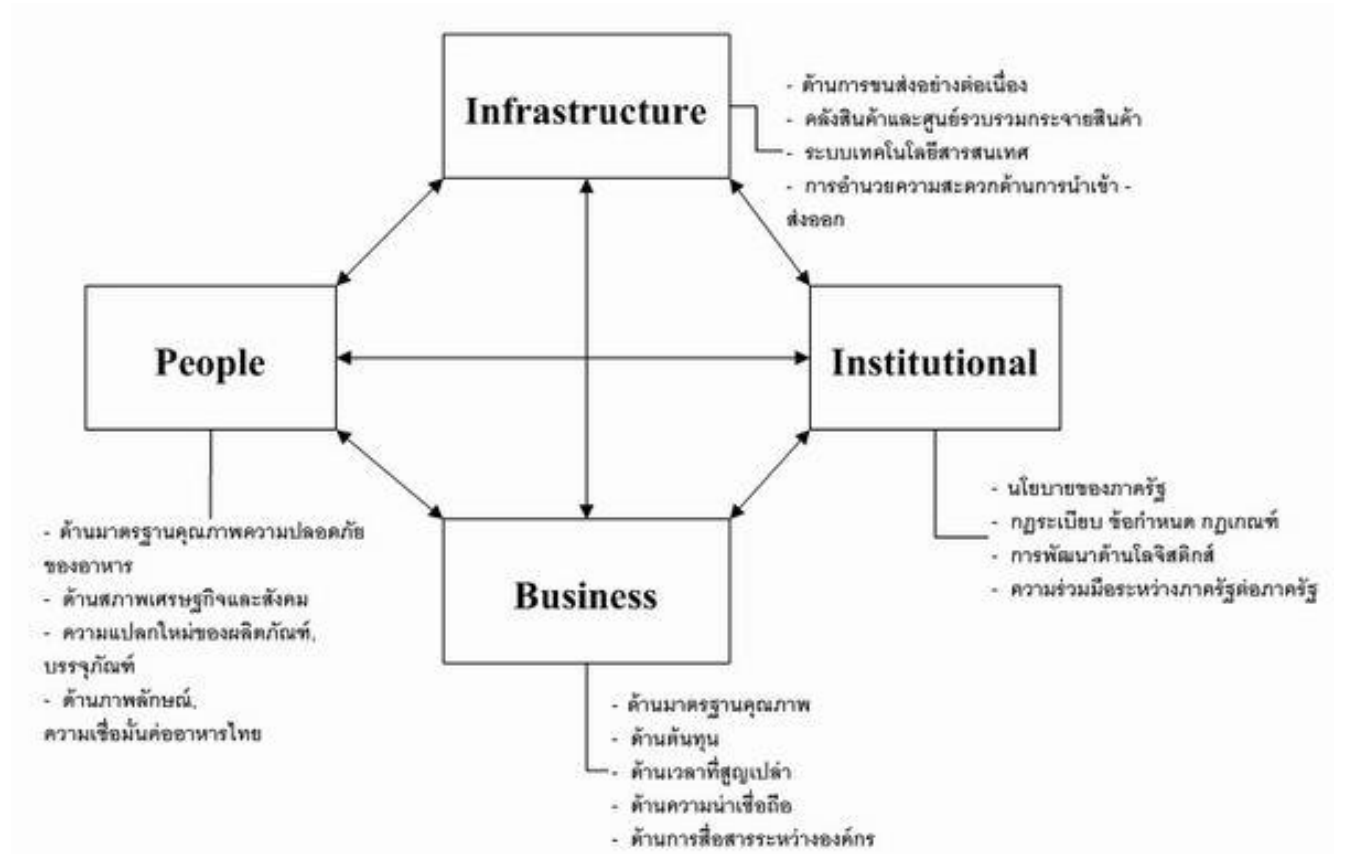 Infrastructure
- ด้านการขนส่งอย่างต่อเนื่อง
- คลังสินค้าและศูนย์รวบรวมกระจายสินค้า
- ระบบเทคโนโลยีสารสนเทศ
- การอำนวยความสะดวกด้านการนำเข้า -
ส่งออก
People
Institutional
- ด้านมาตรฐานคุณภาพความปลอดภัย
ของอาหาร
- ด้านสภาพเศรษฐกิจและสังคม
- ความแปลกใหม่ของผลิตภัณฑ์,
บรรจุภัณฑ์
- ด้านภาพลักษณ์,
ความเชื่อมั่นต่ออาหารไทย
Business
- นโยบายของภาครัฐ
- กฎระเบียบ ข้อกำหนด กฎเกณฑ์
- การพัฒนาด้านโลจิสติกส์
- ความร่วมมือระหว่างภาครัฐต่อภาครัฐ
- ด้านมาตรฐานคุณภาพ
- ด้านต้นทุน
- ด้านเวลาที่สูญเปล่า
- ด้านความน่าเชื่อถือ
- ด้านการสื่อสารระหว่างองค์กร